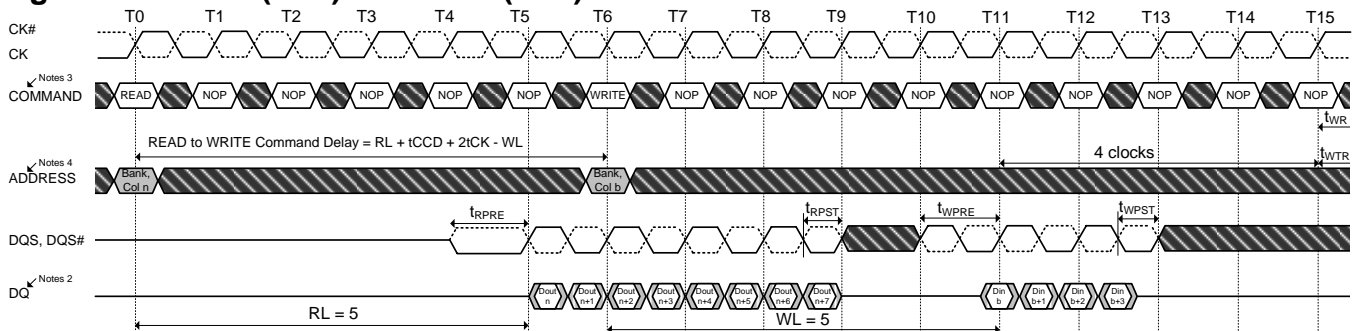 T0 T1 T2 T3 T4 T5 T6 T7 T8 T9 T10 T11 T12 T13 T14 T15
CK#
CK
Notes 3
COMMAND READ NOP NOP NOP NOP NOP WRITE NOP NOP NOP NOP NOP NOP NOP NOP NOP
tWR
READ to WRITE Command Delay = RL + tCCD + 2tCK - WL
4 clocks
tWTR
Notes 4
ADDRESS Bank, Col n Bank, Col b
tRPRE tRPST tWPRE tWPST
DQS, DQS#
Notes 2
DQ Dout n Dout n+1 Dout n+2 Dout n+3 Dout n+4 Dout n+5 Dout n+6 Dout n+7 Din b Din b+1 Din b+2 Din b+3
RL = 5 WL = 5